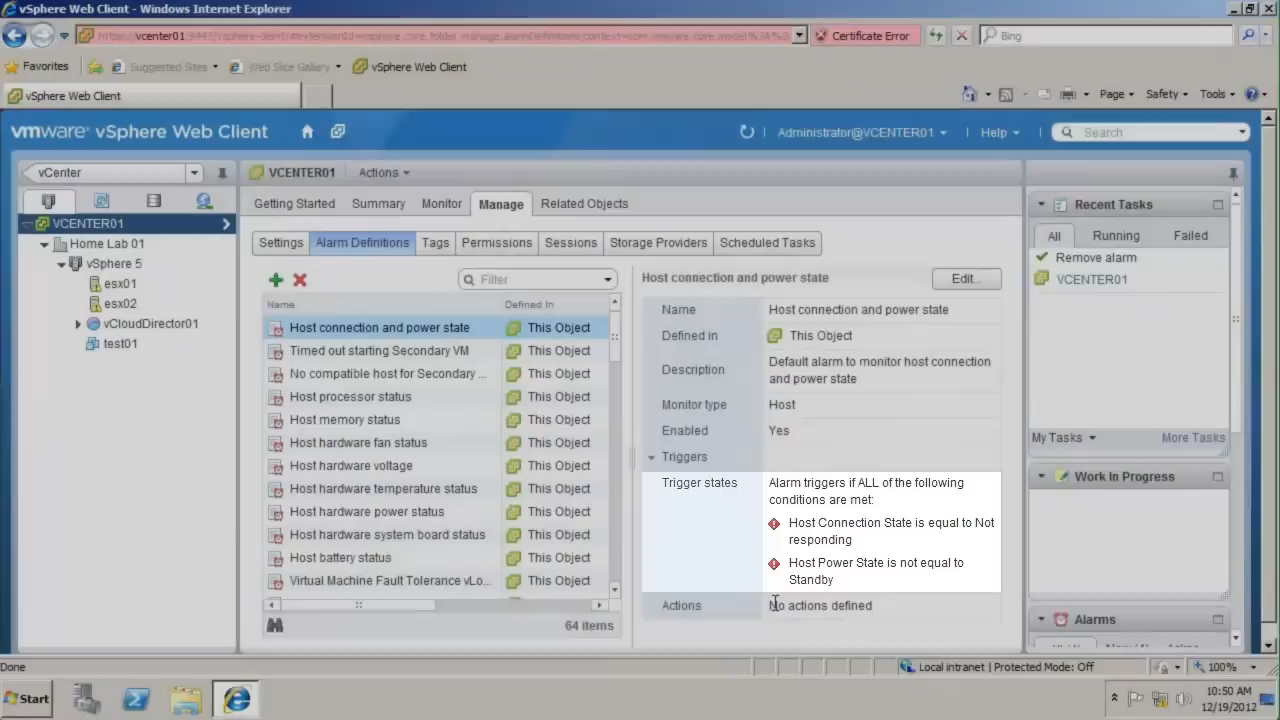 vSphere Web Client - Windows Internet Explorer
vcenter01
Certificate Error
Bing
Favorites
Suggested Sites
Web Slice Gallery
vSphere Web Client
vSphere Web Client
Page
Safety
Tools
vmware vSphere Web Client
Administrator@VCENTER01
Help
Search
vCenter
VCENTER01
Actions
Getting Started
Summary
Monitor
Manage
Related Objects
VCENTER01
Home Lab 01
vSphere 5
esx01
esx02
vCloudDirector01
test01
Settings
Alarm Definitions
Tags
Permissions
Sessions
Storage Providers
Scheduled Tasks
Filter
Name Defined In
Host connection and power state This Object
Timed out starting Secondary VM This Object
No compatible host for Secondary ... This Object
Host processor status This Object
Host memory status This Object
Host hardware fan status This Object
Host hardware voltage This Object
Host hardware temperature status This Object
Host hardware power status This Object
Host hardware system board status This Object
Host battery status This Object
Virtual Machine Fault Tolerance vLo... This Object
64 items
Host connection and power state
Edit...
Name Host connection and power state
Defined in This Object
Description Default alarm to monitor host connection
and power state
Monitor type Host
Enabled Yes
Triggers
Trigger states Alarm triggers if ALL of the following
conditions are met:
Host Connection State is equal to Not
responding
Host Power State is not equal to
Standby
Actions No actions defined
Recent Tasks
All
Running
Failed
Remove alarm
VCENTER01
My Tasks
More Tasks
Work In Progress
Alarms
Done
Local intranet | Protected Mode: Off
100%
Start
10:50 AM
12/19/2012